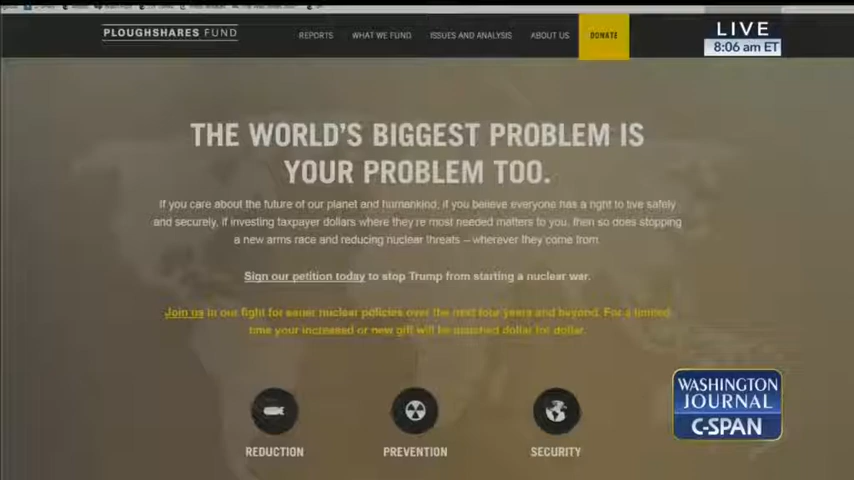 PLOUGHSHARES FUND
REPORTS WHAT WE FUND ISSUES AND ANALYSIS ABOUT US DONATE
LIVE
8:06 am ET
THE WORLD'S BIGGEST PROBLEM IS
YOUR PROBLEM TOO.
If you care about the future of our planet and humankind, if you believe everyone has a right to live safely
and securely, if investing taxpayer dollars where they're most needed matters to you, then so does stopping
a new arms race and reducing nuclear threats – wherever they come from.
Sign our petition today to stop Trump from starting a nuclear war.
Join us in our fight for saner nuclear policies over the next four years and beyond. For a limited
time your increased or new gift will be matched dollar for dollar.
REDUCTION PREVENTION SECURITY
WASHINGTON
JOURNAL
C-SPAN